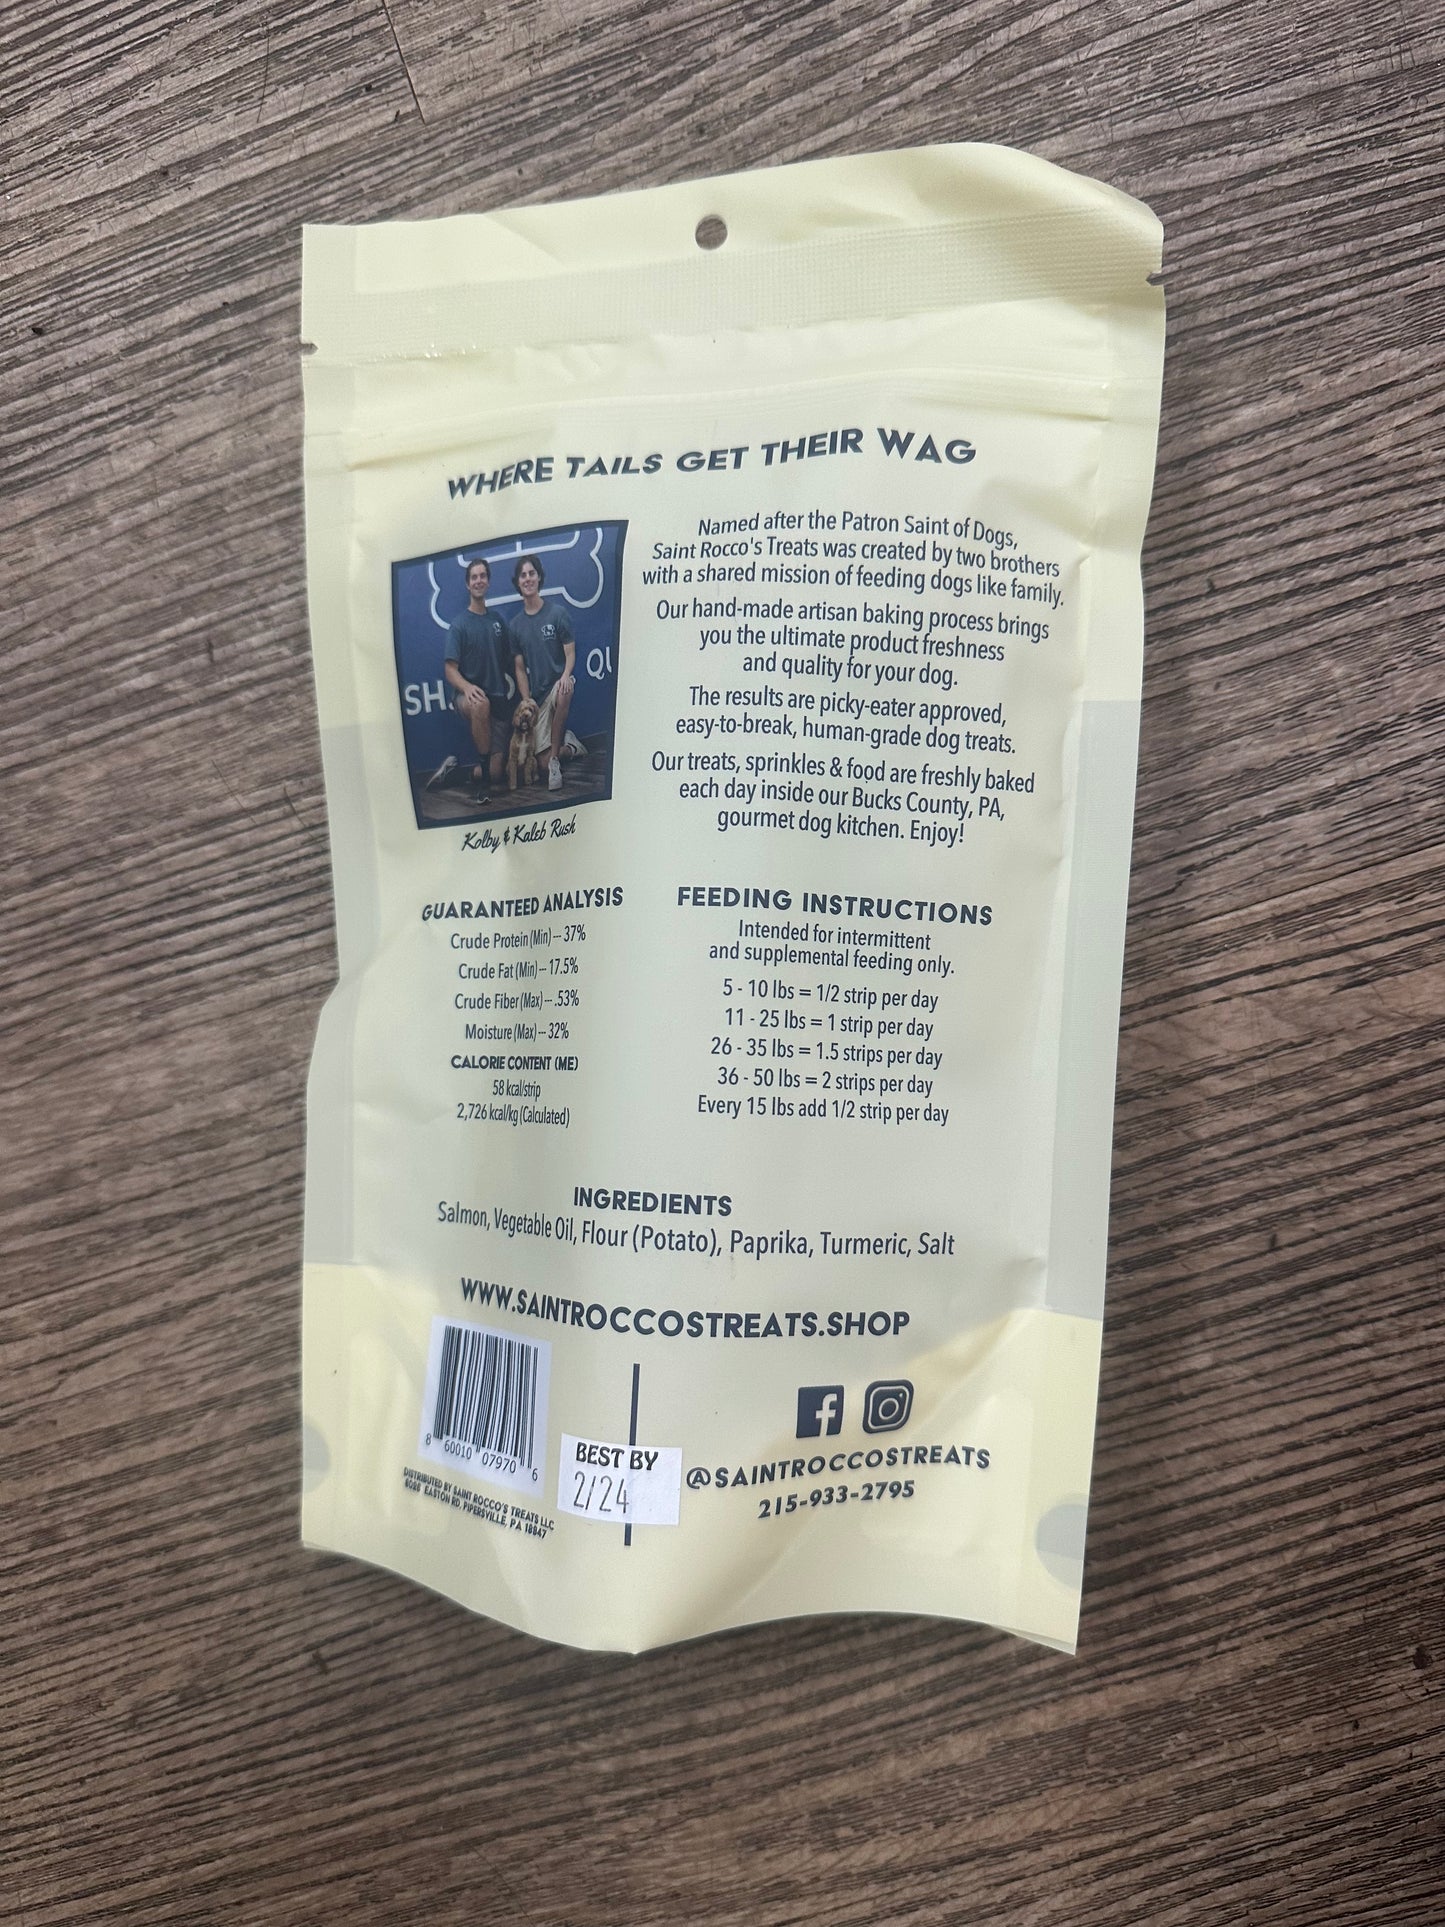 WHERE TAILS GET THEIR WAG
SH
QU
Kolby & Kaleb Rush
Named after the Patron Saint of Dogs,
Saint Rocco's Treats was created by two brothers
with a shared mission of feeding dogs like family.
Our hand-made artisan baking process brings
you the ultimate product freshness
and quality for your dog.
The results are picky-eater approved,
easy-to-break, human-grade dog treats.
Our treats, sprinkles & food are freshly baked
each day inside our Bucks County, PA,
gourmet dog kitchen. Enjoy!
GUARANTEED ANALYSIS
Crude Protein (Min) -- 37%
Crude Fat (Min) -- 17.5%
Crude Fiber (Max) -- .53%
Moisture (Max) -- 32%
CALORIE CONTENT (ME)
58 kcal/strip
2,726 kcal/kg (Calculated)
FEEDING INSTRUCTIONS
Intended for intermittent
and supplemental feeding only.
5 - 10 lbs = 1/2 strip per day
11 - 25 lbs = 1 strip per day
26 - 35 lbs = 1.5 strips per day
36 - 50 lbs = 2 strips per day
Every 15 lbs add 1/2 strip per day
INGREDIENTS
Salmon, Vegetable Oil, Flour (Potato), Paprika, Turmeric, Salt
WWW.SAINTROCCOSTREATS.SHOP
8 60010 07970 6
DISTRIBUTED BY SAINT ROCCO'S TREATS LLC
EASTON RD, PIPERSVILLE, PA 18947
BEST BY
2/24
@SAINTROCCOSTREATS
215-933-2795